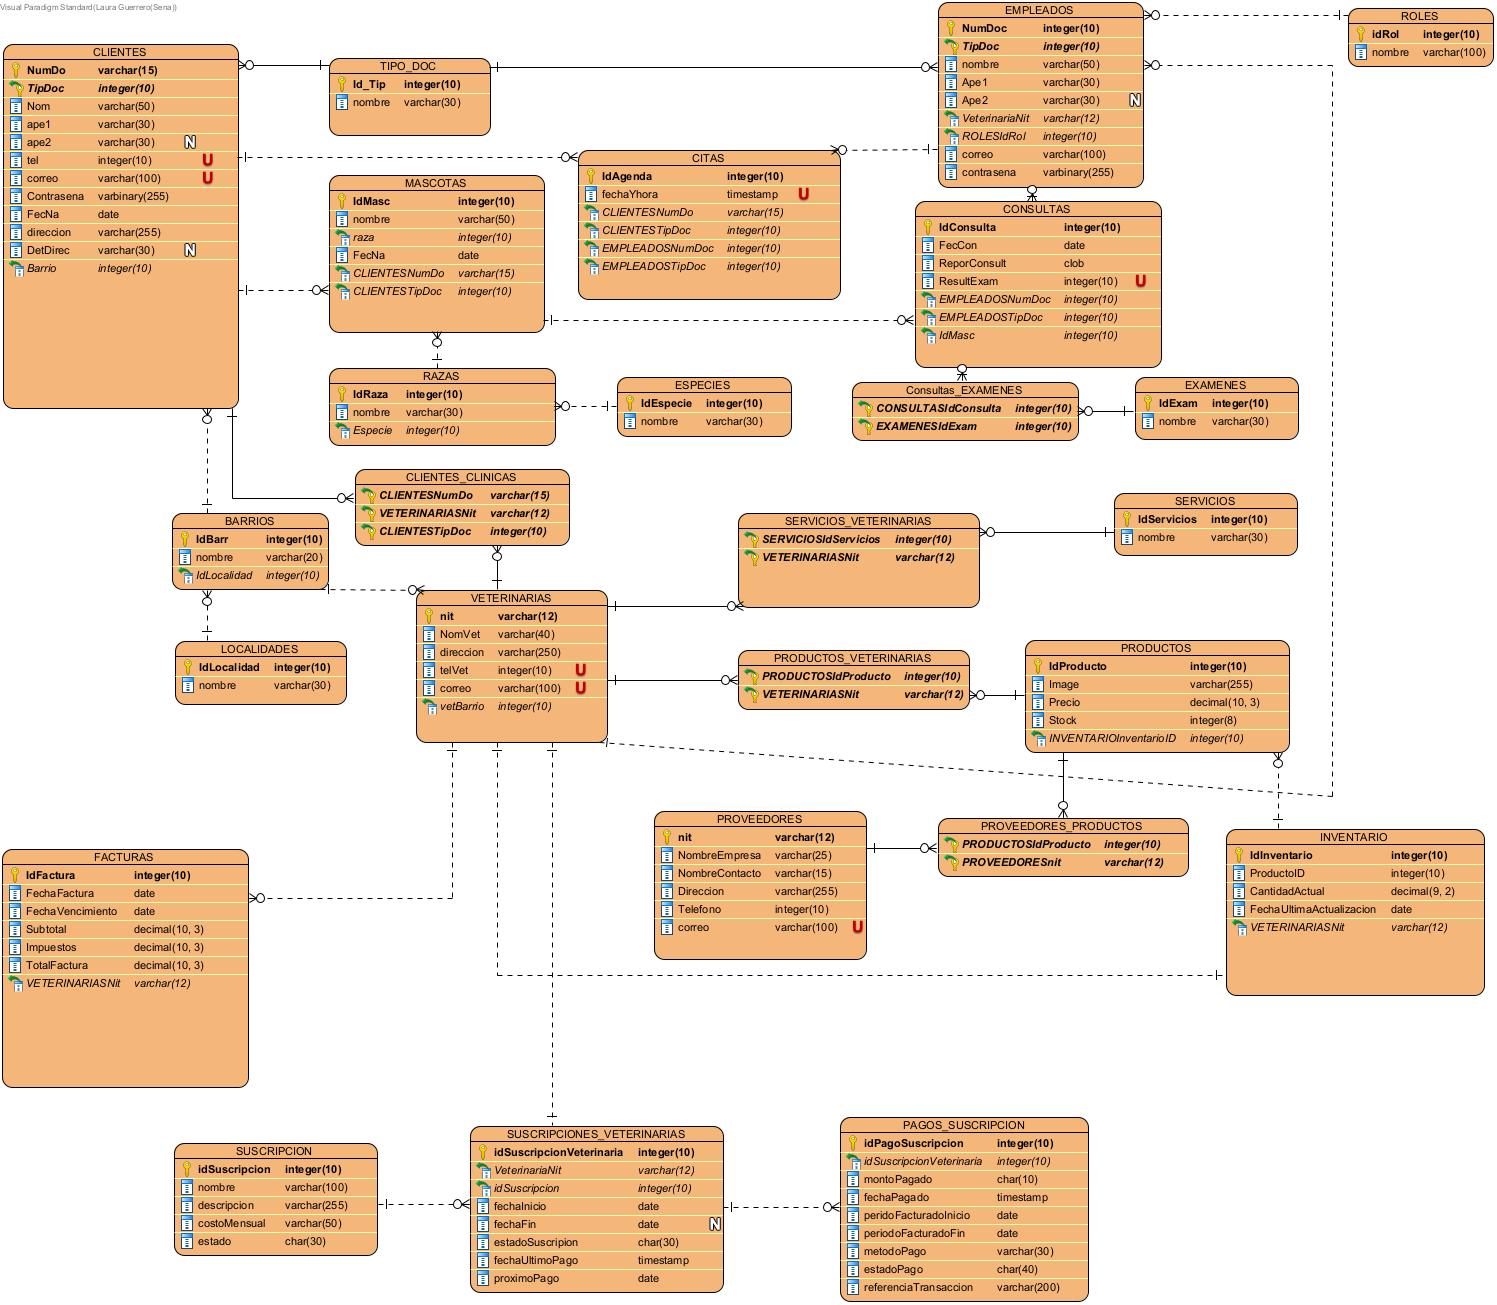 Visual Paradigm Standard(Laura Guerrero(Sena))
CLIENTES
NumDo varchar(15)
TipDoc integer(10)
Nom varchar(50)
ape1 varchar(30)
ape2 varchar(30) N
tel integer(10) U
correo varchar(100) U
Contrasena varbinary(255)
FecNa date
direccion varchar(255)
DetDirec varchar(30) N
Barrio integer(10)
TIPO_DOC
Id_Tip integer(10)
nombre varchar(30)
EMPLEADOS
NumDoc integer(10)
TipDoc integer(10)
nombre varchar(50)
Ape1 varchar(30)
Ape2 varchar(30) N
VeterinariaNit varchar(12)
ROLESIdRol integer(10)
correo varchar(100)
contrasena varbinary(255)
ROLES
idRol integer(10)
nombre varchar(100)
MASCOTAS
IdMasc integer(10)
nombre varchar(50)
raza integer(10)
FecNa date
CLIENTESNumDo varchar(15)
CLIENTESTipDoc integer(10)
CITAS
IdAgenda integer(10)
fechaYhora timestamp U
CLIENTESNumDo varchar(15)
CLIENTESTipDoc integer(10)
EMPLEADOSNumDoc integer(10)
EMPLEADOSTipDoc integer(10)
CONSULTAS
IdConsulta integer(10)
FecCon date
ReporConsult clob
ResultExam integer(10) U
EMPLEADOSNumDoc integer(10)
EMPLEADOSTipDoc integer(10)
IdMasc integer(10)
RAZAS
IdRaza integer(10)
nombre varchar(30)
Especie integer(10)
ESPECIES
IdEspecie integer(10)
nombre varchar(30)
Consultas_EXAMENES
CONSULTASIdConsulta integer(10)
EXAMENESIdExam integer(10)
EXAMENES
IdExam integer(10)
nombre varchar(30)
CLIENTES_CLINICAS
CLIENTESNumDo varchar(15)
VETERINARIASNit varchar(12)
CLIENTESTipDoc integer(10)
BARRIOS
IdBarr integer(10)
nombre varchar(20)
IdLocalidad integer(10)
SERVICIOS_VETERINARIAS
SERVICIOSIdServicios integer(10)
VETERINARIASNit varchar(12)
SERVICIOS
IdServicios integer(10)
nombre varchar(30)
VETERINARIAS
nit varchar(12)
NomVet varchar(40)
direccion varchar(250)
telVet integer(10) U
correo varchar(100) U
vetBarrio integer(10)
LOCALIDADES
IdLocalidad integer(10)
nombre varchar(30)
PRODUCTOS_VETERINARIAS
PRODUCTOSIdProducto integer(10)
VETERINARIASNit varchar(12)
PRODUCTOS
IdProducto integer(10)
Image varchar(255)
Precio decimal(10, 3)
Stock integer(8)
INVENTARIOInventarioID integer(10)
PROVEEDORES
nit varchar(12)
NombreEmpresa varchar(25)
NombreContacto varchar(15)
Direccion varchar(255)
Telefono integer(10)
correo varchar(100) U
PROVEEDORES_PRODUCTOS
PRODUCTOSIdProducto integer(10)
PROVEEDORESnit varchar(12)
INVENTARIO
IdInventario integer(10)
ProductoID integer(10)
CantidadActual decimal(9, 2)
FechaUltimaActualizacion date
VETERINARIASNit varchar(12)
FACTURAS
IdFactura integer(10)
FechaFactura date
FechaVencimiento date
Subtotal decimal(10, 3)
Impuestos decimal(10, 3)
TotalFactura decimal(10, 3)
VETERINARIASNit varchar(12)
SUSCRIPCION
idSuscripcion integer(10)
nombre varchar(100)
descripcion varchar(255)
costoMensual varchar(50)
estado char(30)
SUSCRIPCIONES_VETERINARIAS
idSuscripcionVeterinaria integer(10)
VeterinariaNit varchar(12)
idSuscripcion integer(10)
fechaInicio date
fechaFin date N
estadoSuscripion char(30)
fechaUltimoPago timestamp
proximoPago date
PAGOS_SUSCRIPCION
idPagoSuscripcion integer(10)
idSuscripcionVeterinaria integer(10)
montoPagado char(10)
fechaPagado timestamp
peridoFacturadoInicio date
periodoFacturadoFin date
metodoPago varchar(30)
estadoPago char(40)
referenciaTransaccion varchar(200)